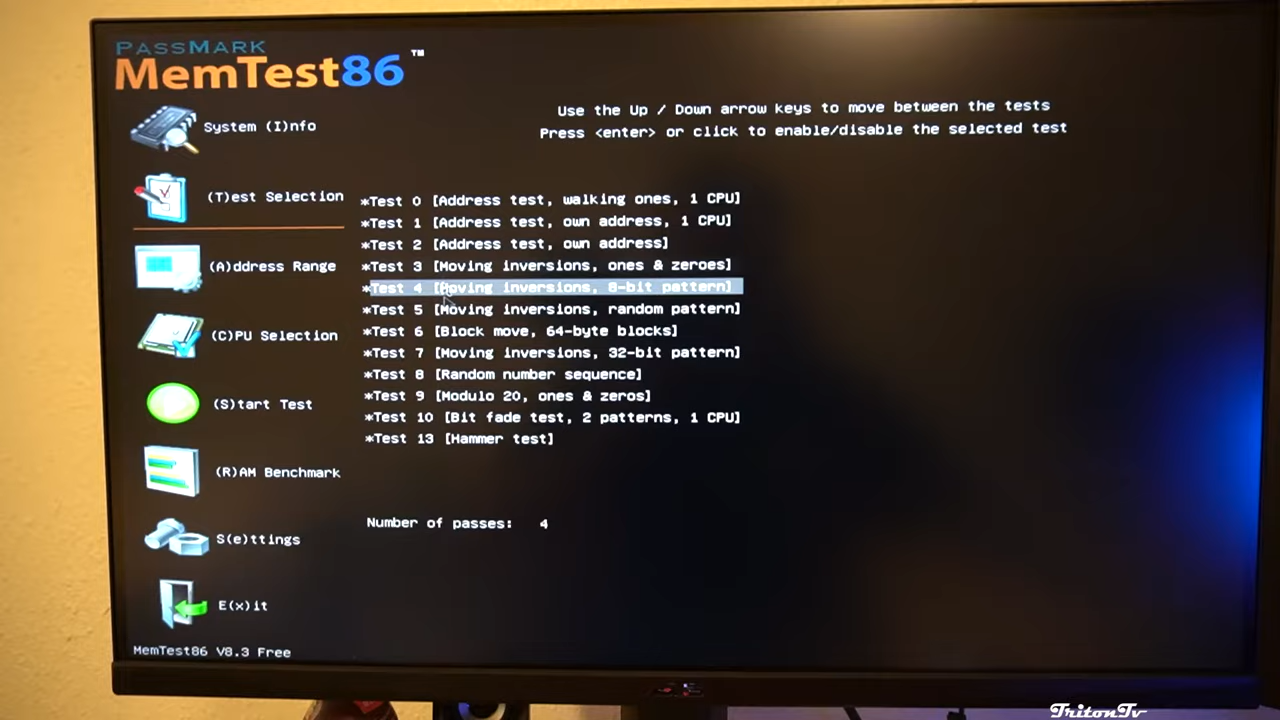 PASSMARK
MemTest86™
Use the Up / Down arrow keys to move between the tests
Press <enter> or click to enable/disable the selected test
System (I)nfo
(T)est Selection
(A)ddress Range
(C)PU Selection
(S)tart Test
(R)AM Benchmark
S(e)ttings
E(x)it
*Test 0 [Address test, walking ones, 1 CPU]
*Test 1 [Address test, own address, 1 CPU]
*Test 2 [Address test, own address]
*Test 3 [Moving inversions, ones & zeroes]
*Test 4 [Moving inversions, 8-bit pattern]
*Test 5 [Moving inversions, random pattern]
*Test 6 [Block move, 64-byte blocks]
*Test 7 [Moving inversions, 32-bit pattern]
*Test 8 [Random number sequence]
*Test 9 [Modulo 20, ones & zeros]
*Test 10 [Bit fade test, 2 patterns, 1 CPU]
*Test 13 [Hammer test]
Number of passes: 4
MemTest86 V8.3 Free
TritonTv